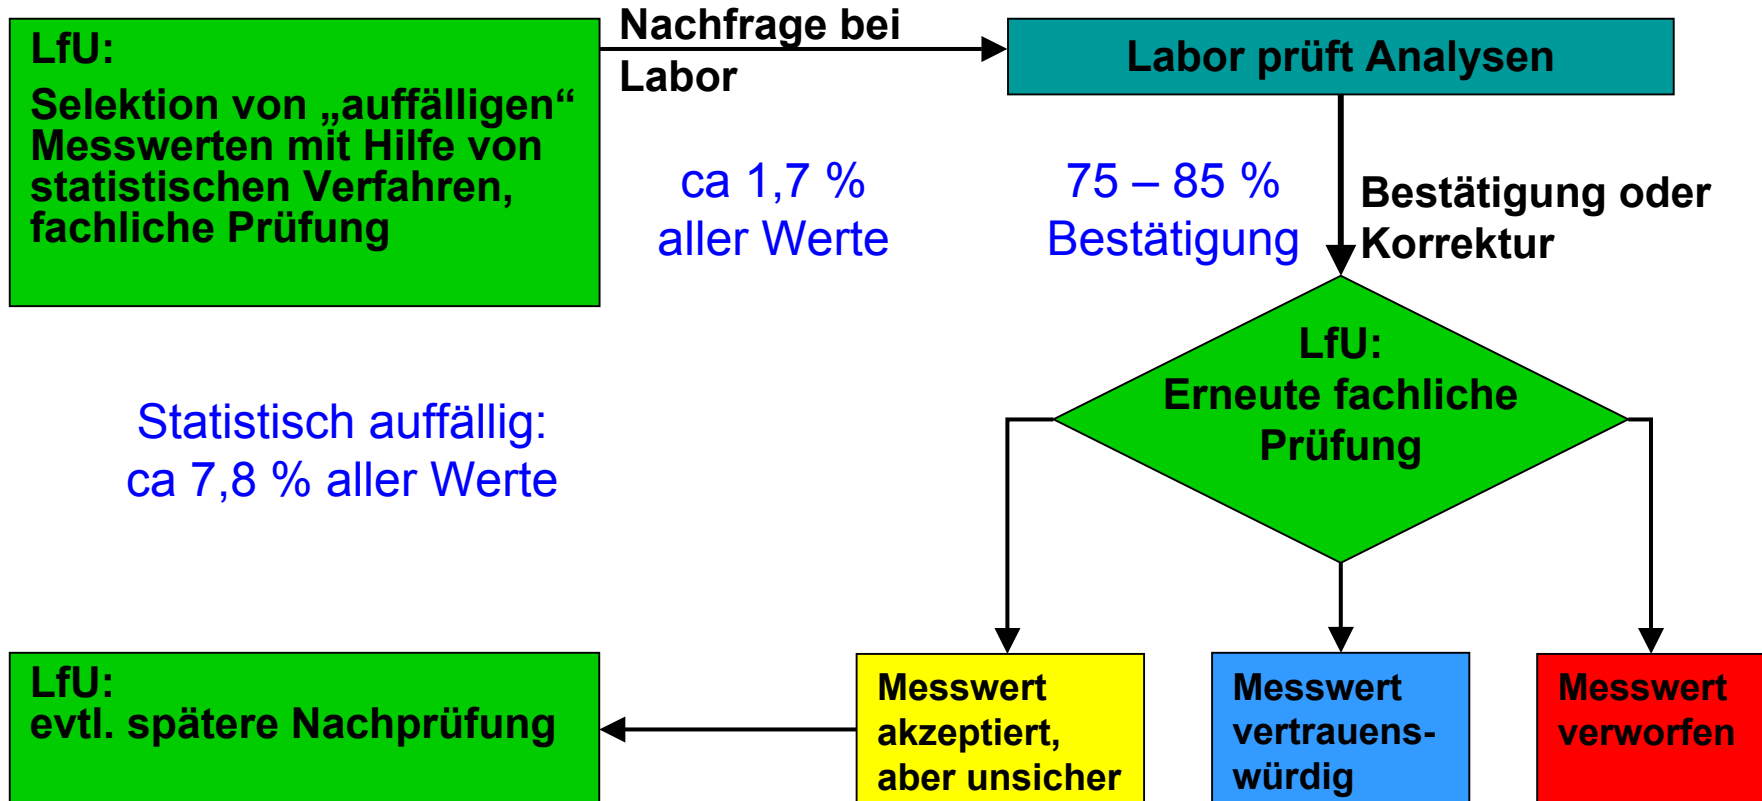 LfU:
Selektion von „auffälligen“
Messwerten mit Hilfe von
statistischen Verfahren,
fachliche Prüfung
Nachfrage bei
Labor
Labor prüft Analysen
ca 1,7 %
aller Werte
75 – 85 %
Bestätigung
Bestätigung oder
Korrektur
Statistisch auffällig:
ca 7,8 % aller Werte
LfU:
Erneute fachliche
Prüfung
LfU:
evtl. spätere Nachprüfung
Messwert
akzeptiert,
aber unsicher
Messwert
vertrauens-
würdig
Messwert
verworfen